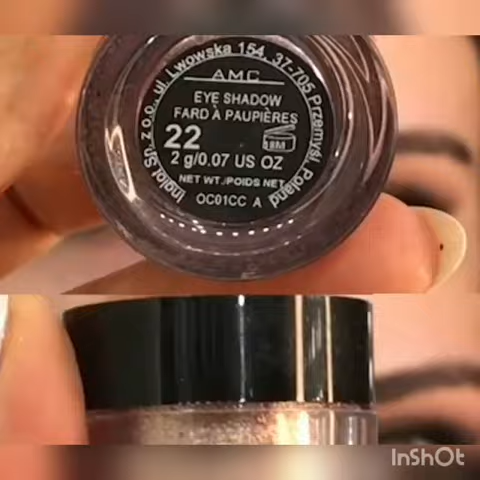 Inglot Sp. z o.o., ul. Lwowska 154, 37-705 Przemyśl, Poland
AMC
EYE SHADOW
FARD À PAUPIÈRES
22
18M
2 g/0.07 US OZ
NET WT./POIDS NET
OC01CC A
InShOt